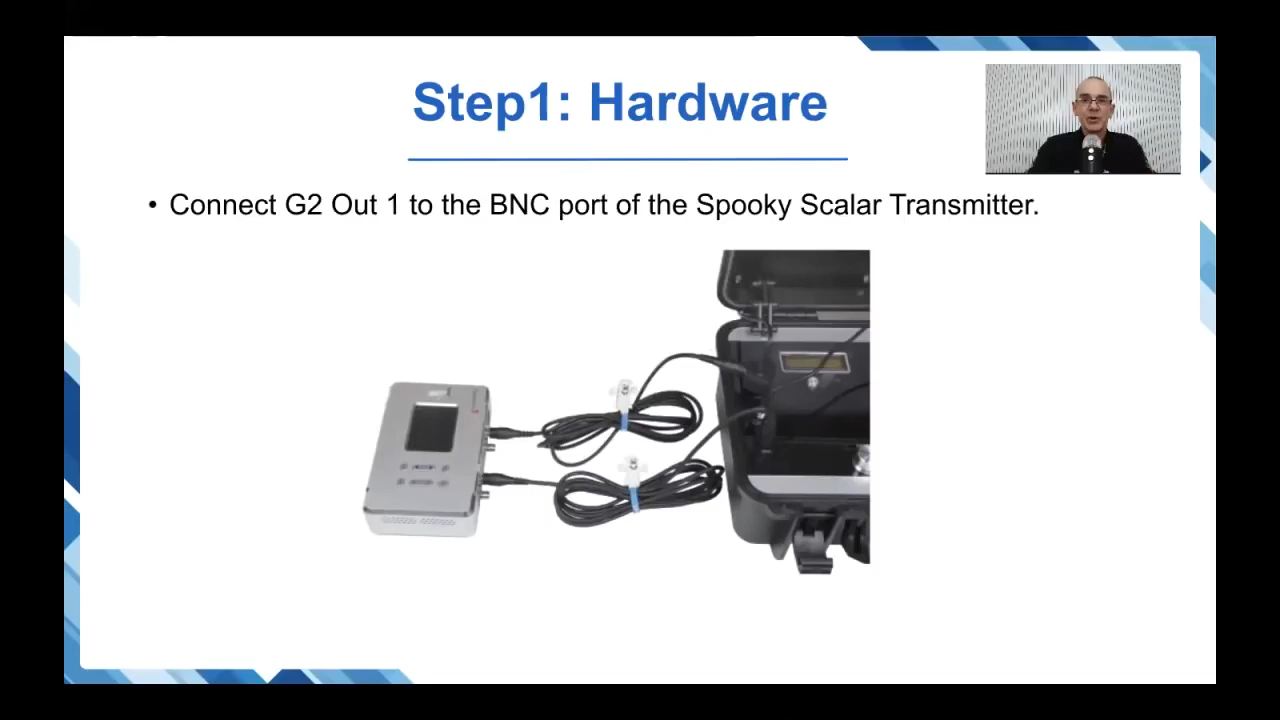 Step1: Hardware
• Connect G2 Out 1 to the BNC port of the Spooky Scalar Transmitter.